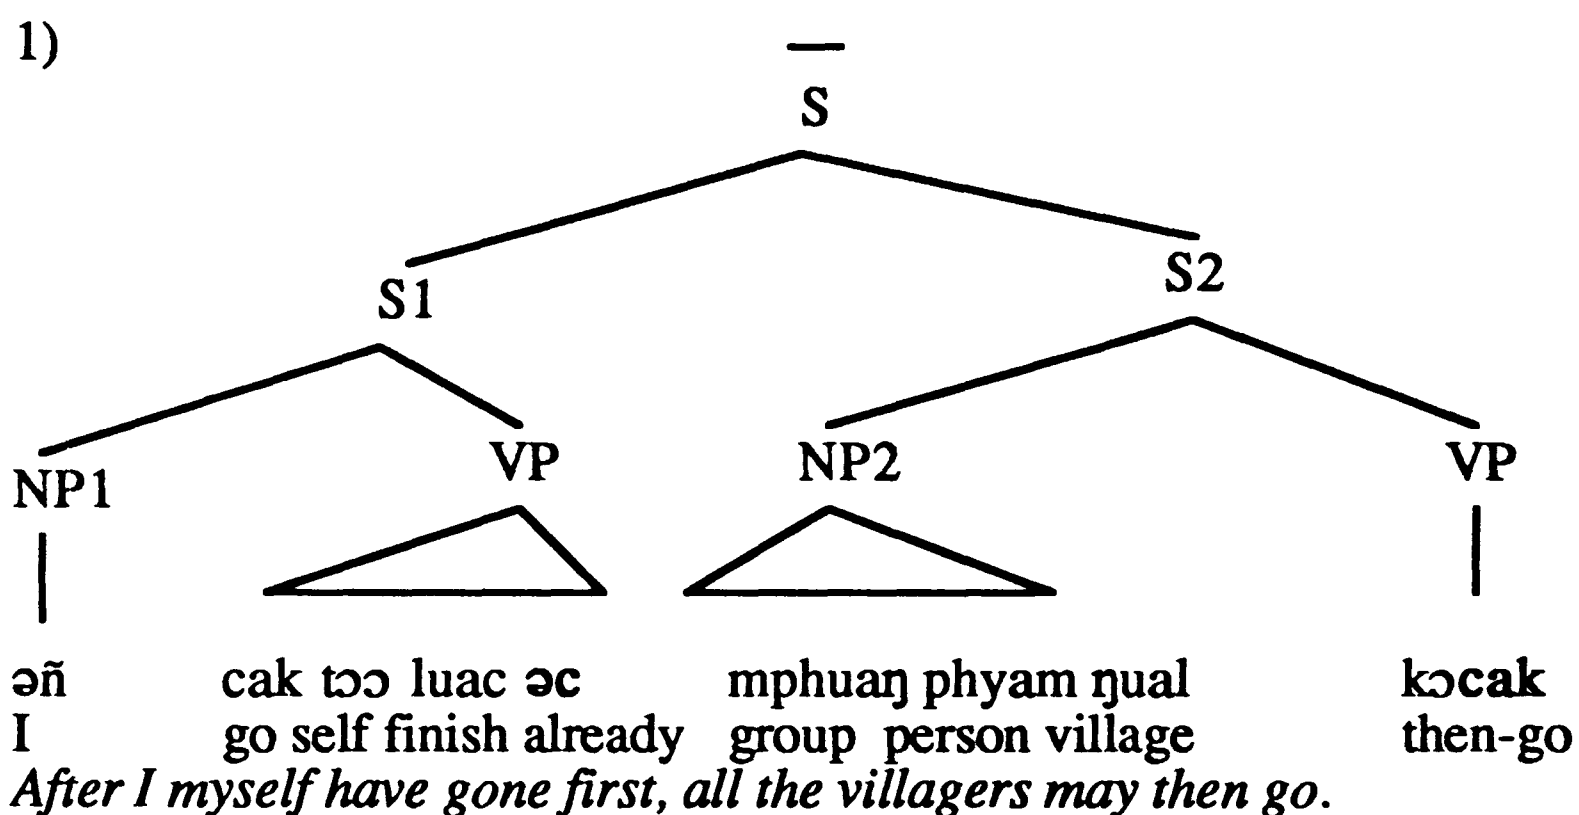 1)
S̅
S1 S2
NP1 VP NP2 VP
əñ cak tɔɔ luac əc mphuaŋ phyam ŋual kɔcak
I go self finish already group person village then-go
After I myself have gone first, all the villagers may then go.